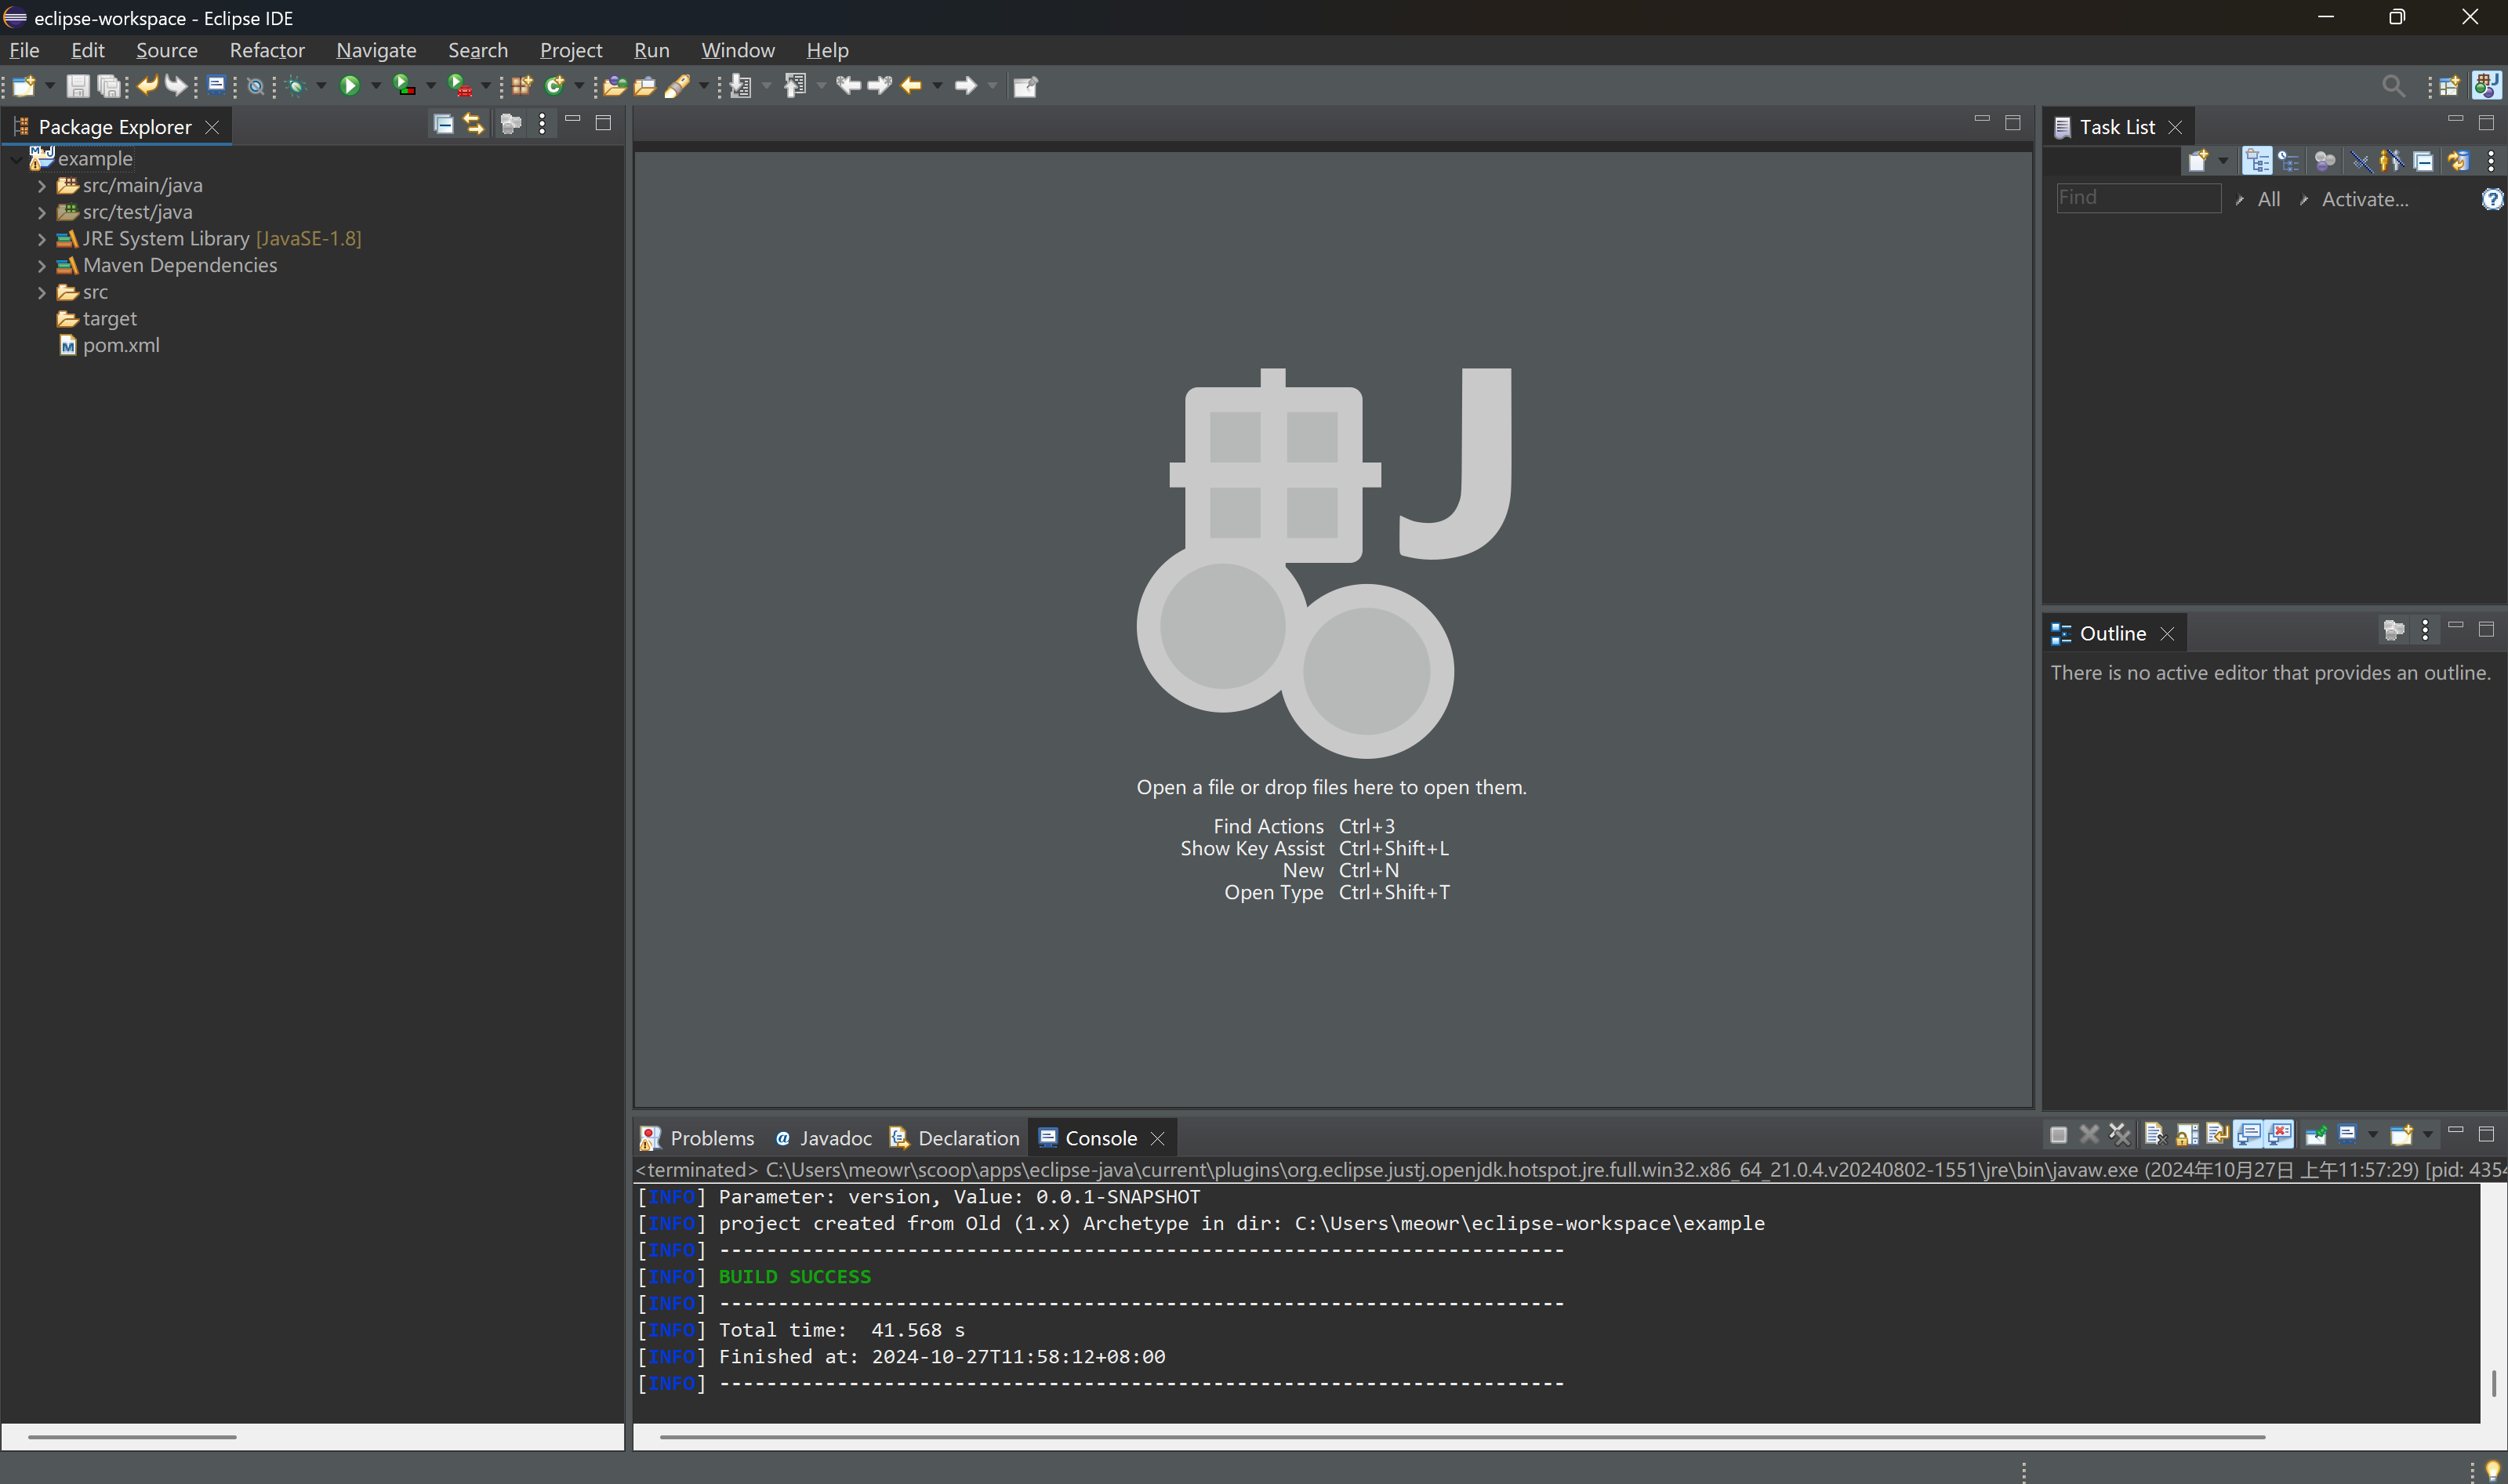 eclipse-workspace - Eclipse IDE
File Edit Source Refactor Navigate Search Project Run Window Help
Package Explorer
example
src/main/java
src/test/java
JRE System Library [JavaSE-1.8]
Maven Dependencies
src
target
pom.xml
Open a file or drop files here to open them.
Find Actions Ctrl+3
Show Key Assist Ctrl+Shift+L
New Ctrl+N
Open Type Ctrl+Shift+T
Task List
Find All Activate...
Outline
There is no active editor that provides an outline.
Problems Javadoc Declaration Console
<terminated> C:\Users\meowr\scoop\apps\eclipse-java\current\plugins\org.eclipse.justj.openjdk.hotspot.jre.full.win32.x86_64_21.0.4.v20240802-1551\jre\bin\javaw.exe (2024年10月27日 上午11:57:29) [pid: 4354
[INFO] Parameter: version, Value: 0.0.1-SNAPSHOT
[INFO] project created from Old (1.x) Archetype in dir: C:\Users\meowr\eclipse-workspace\example
[INFO] ------------------------------------------------------------------------
[INFO] BUILD SUCCESS
[INFO] ------------------------------------------------------------------------
[INFO] Total time:  41.568 s
[INFO] Finished at: 2024-10-27T11:58:12+08:00
[INFO] ------------------------------------------------------------------------